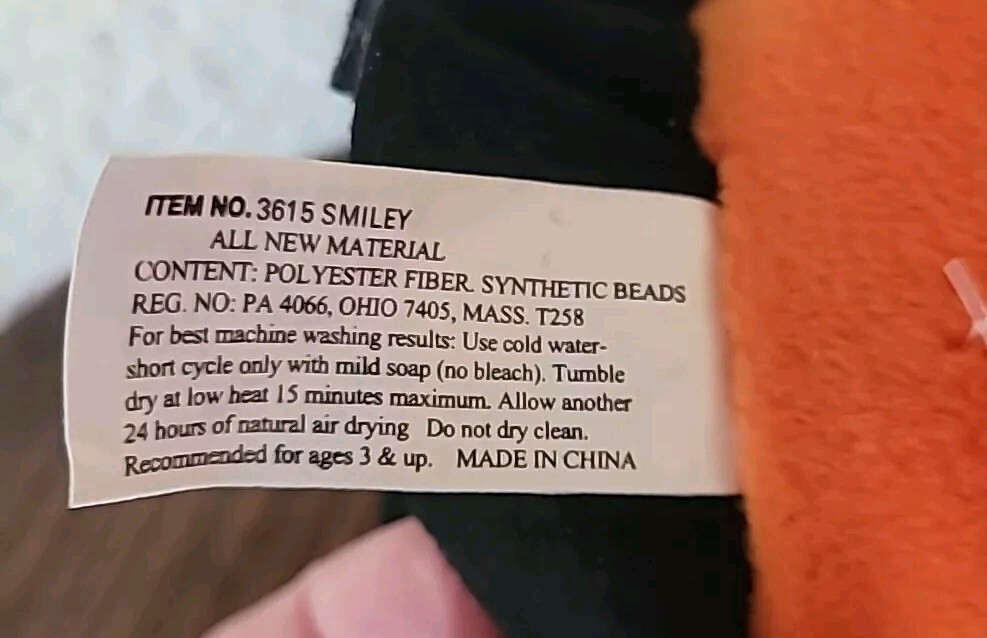 ITEM NO. 3615 SMILEY
ALL NEW MATERIAL
CONTENT: POLYESTER FIBER. SYNTHETIC BEADS
REG. NO: PA 4066, OHIO 7405, MASS. T258
For best machine washing results: Use cold water-
short cycle only with mild soap (no bleach). Tumble
dry at low heat 15 minutes maximum. Allow another
24 hours of natural air drying Do not dry clean.
Recommended for ages 3 & up. MADE IN CHINA